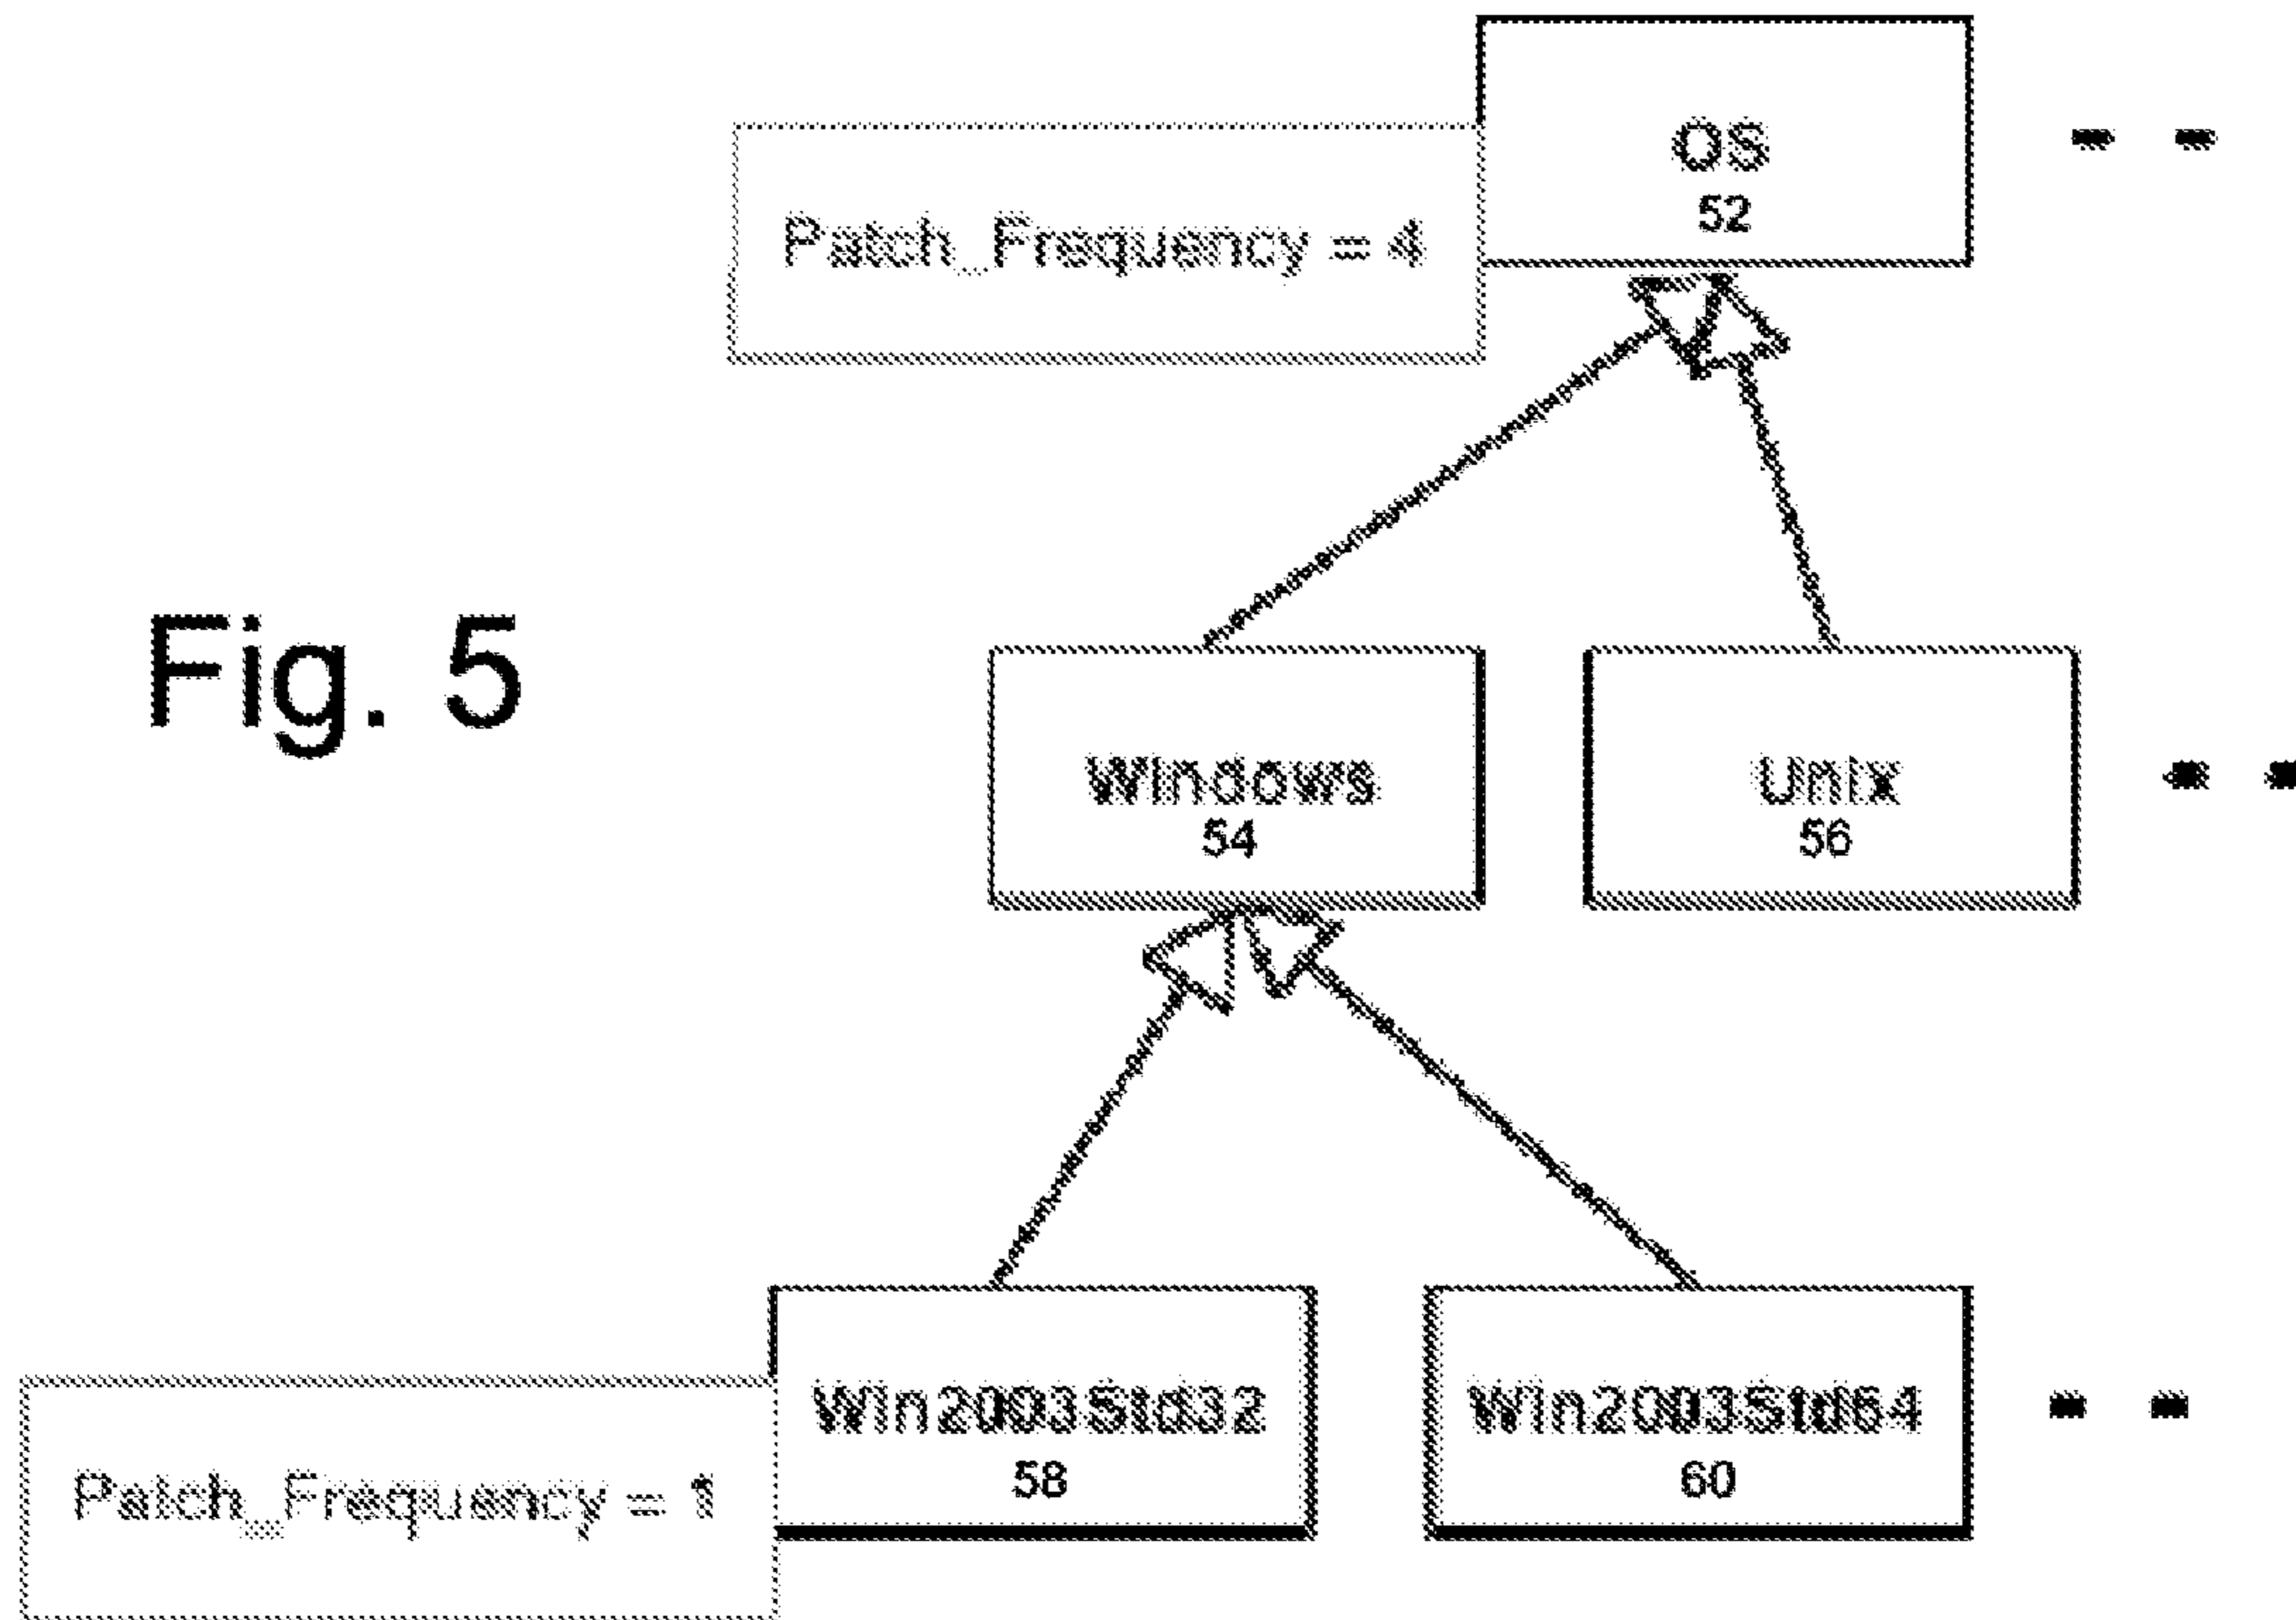 OS
52
Patch_Frequency = 4
Fig. 5
Windows
54
Unix
56
Win2003Std32
58
Win2003Std64
60
Patch_Frequency = 1